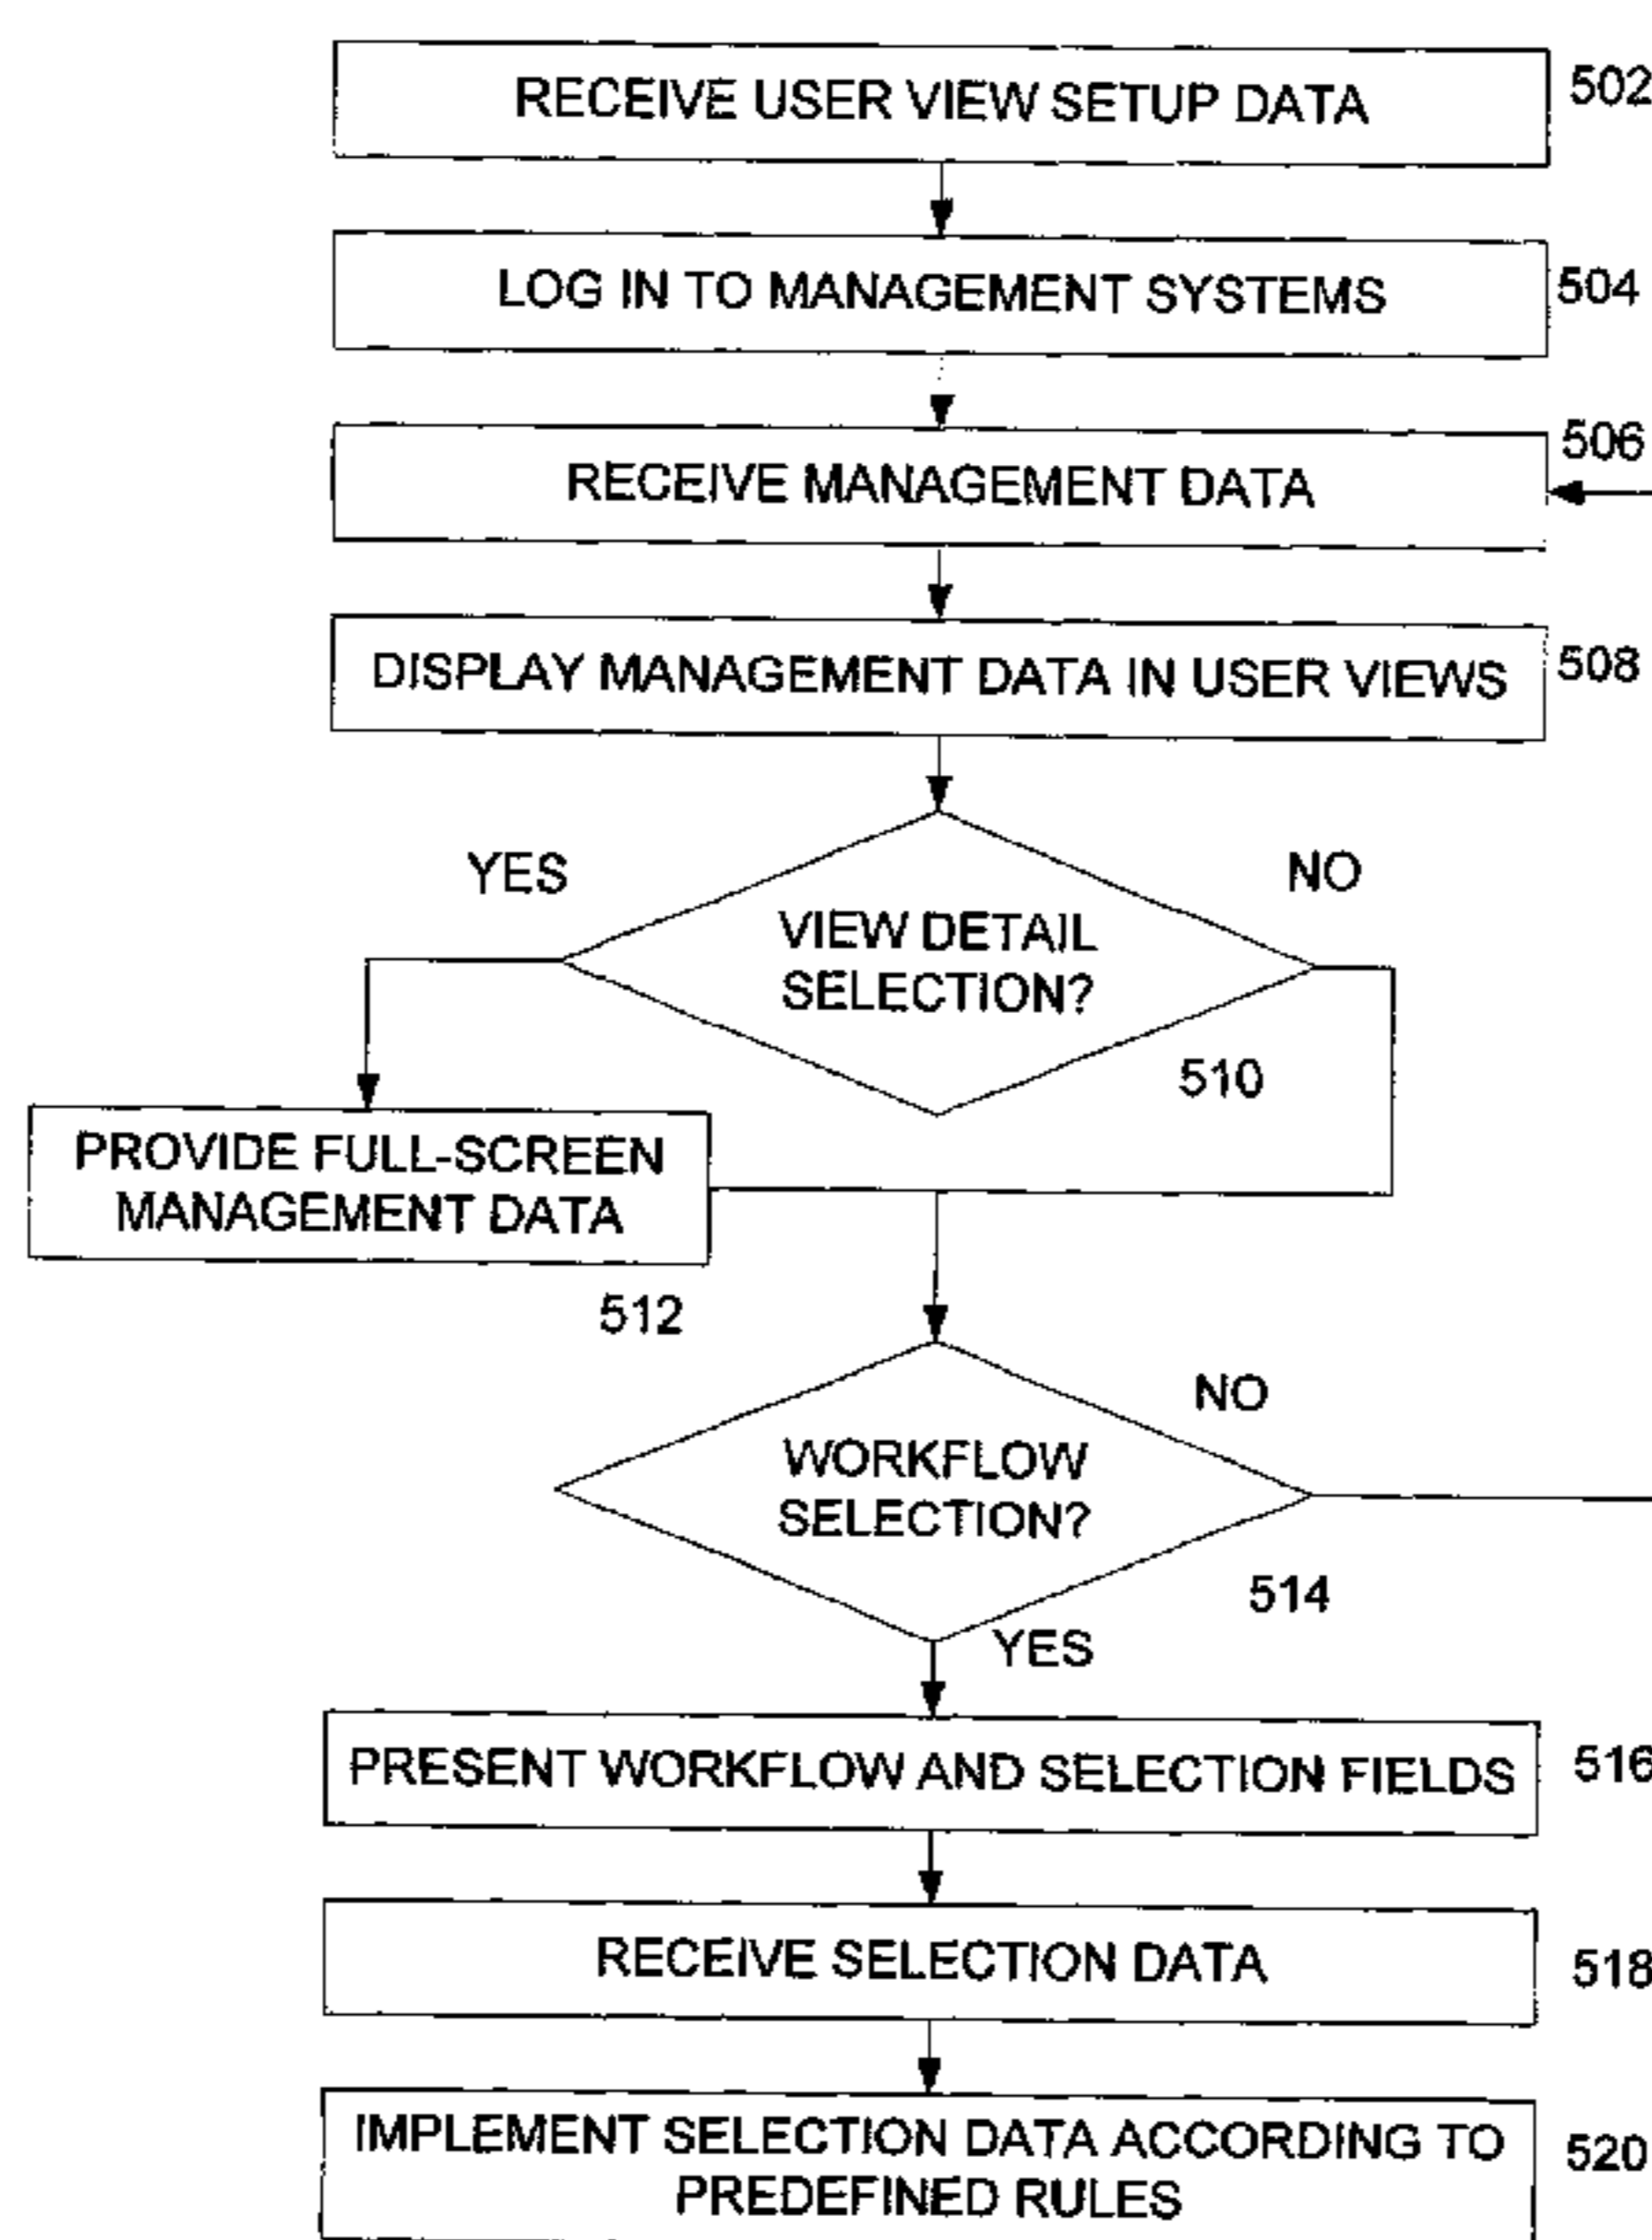 RECEIVE USER VIEW SETUP DATA
502
LOG IN TO MANAGEMENT SYSTEMS
504
RECEIVE MANAGEMENT DATA
506
DISPLAY MANAGEMENT DATA IN USER VIEWS
508
YES
NO
VIEW DETAIL
SELECTION?
510
PROVIDE FULL-SCREEN
MANAGEMENT DATA
512
NO
WORKFLOW
SELECTION?
514
YES
PRESENT WORKFLOW AND SELECTION FIELDS
516
RECEIVE SELECTION DATA
518
IMPLEMENT SELECTION DATA ACCORDING TO
PREDEFINED RULES
520